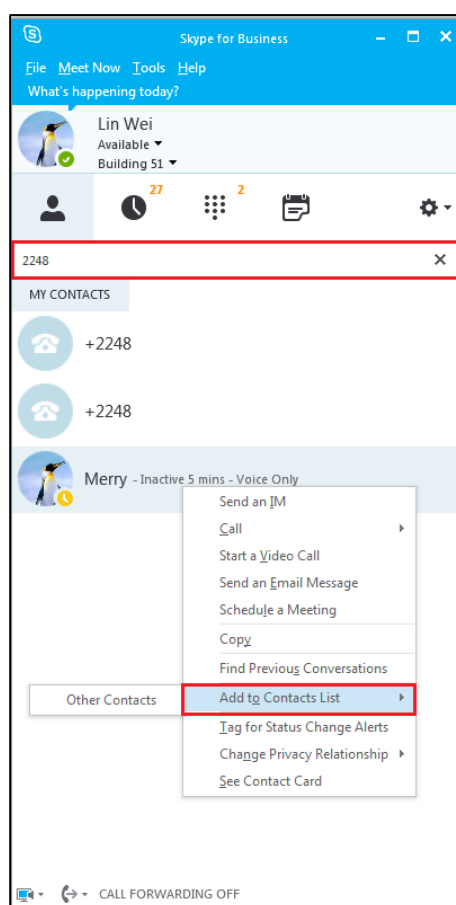 Skype for Business
File Meet Now Tools Help
What's happening today?
Lin Wei
Available
Building 51
27
2
2248
MY CONTACTS
+2248
+2248
Merry - Inactive 5 mins - Voice Only
Send an IM
Call
Start a Video Call
Send an Email Message
Schedule a Meeting
Copy
Find Previous Conversations
Other Contacts Add to Contacts List
Tag for Status Change Alerts
Change Privacy Relationship
See Contact Card
CALL FORWARDING OFF